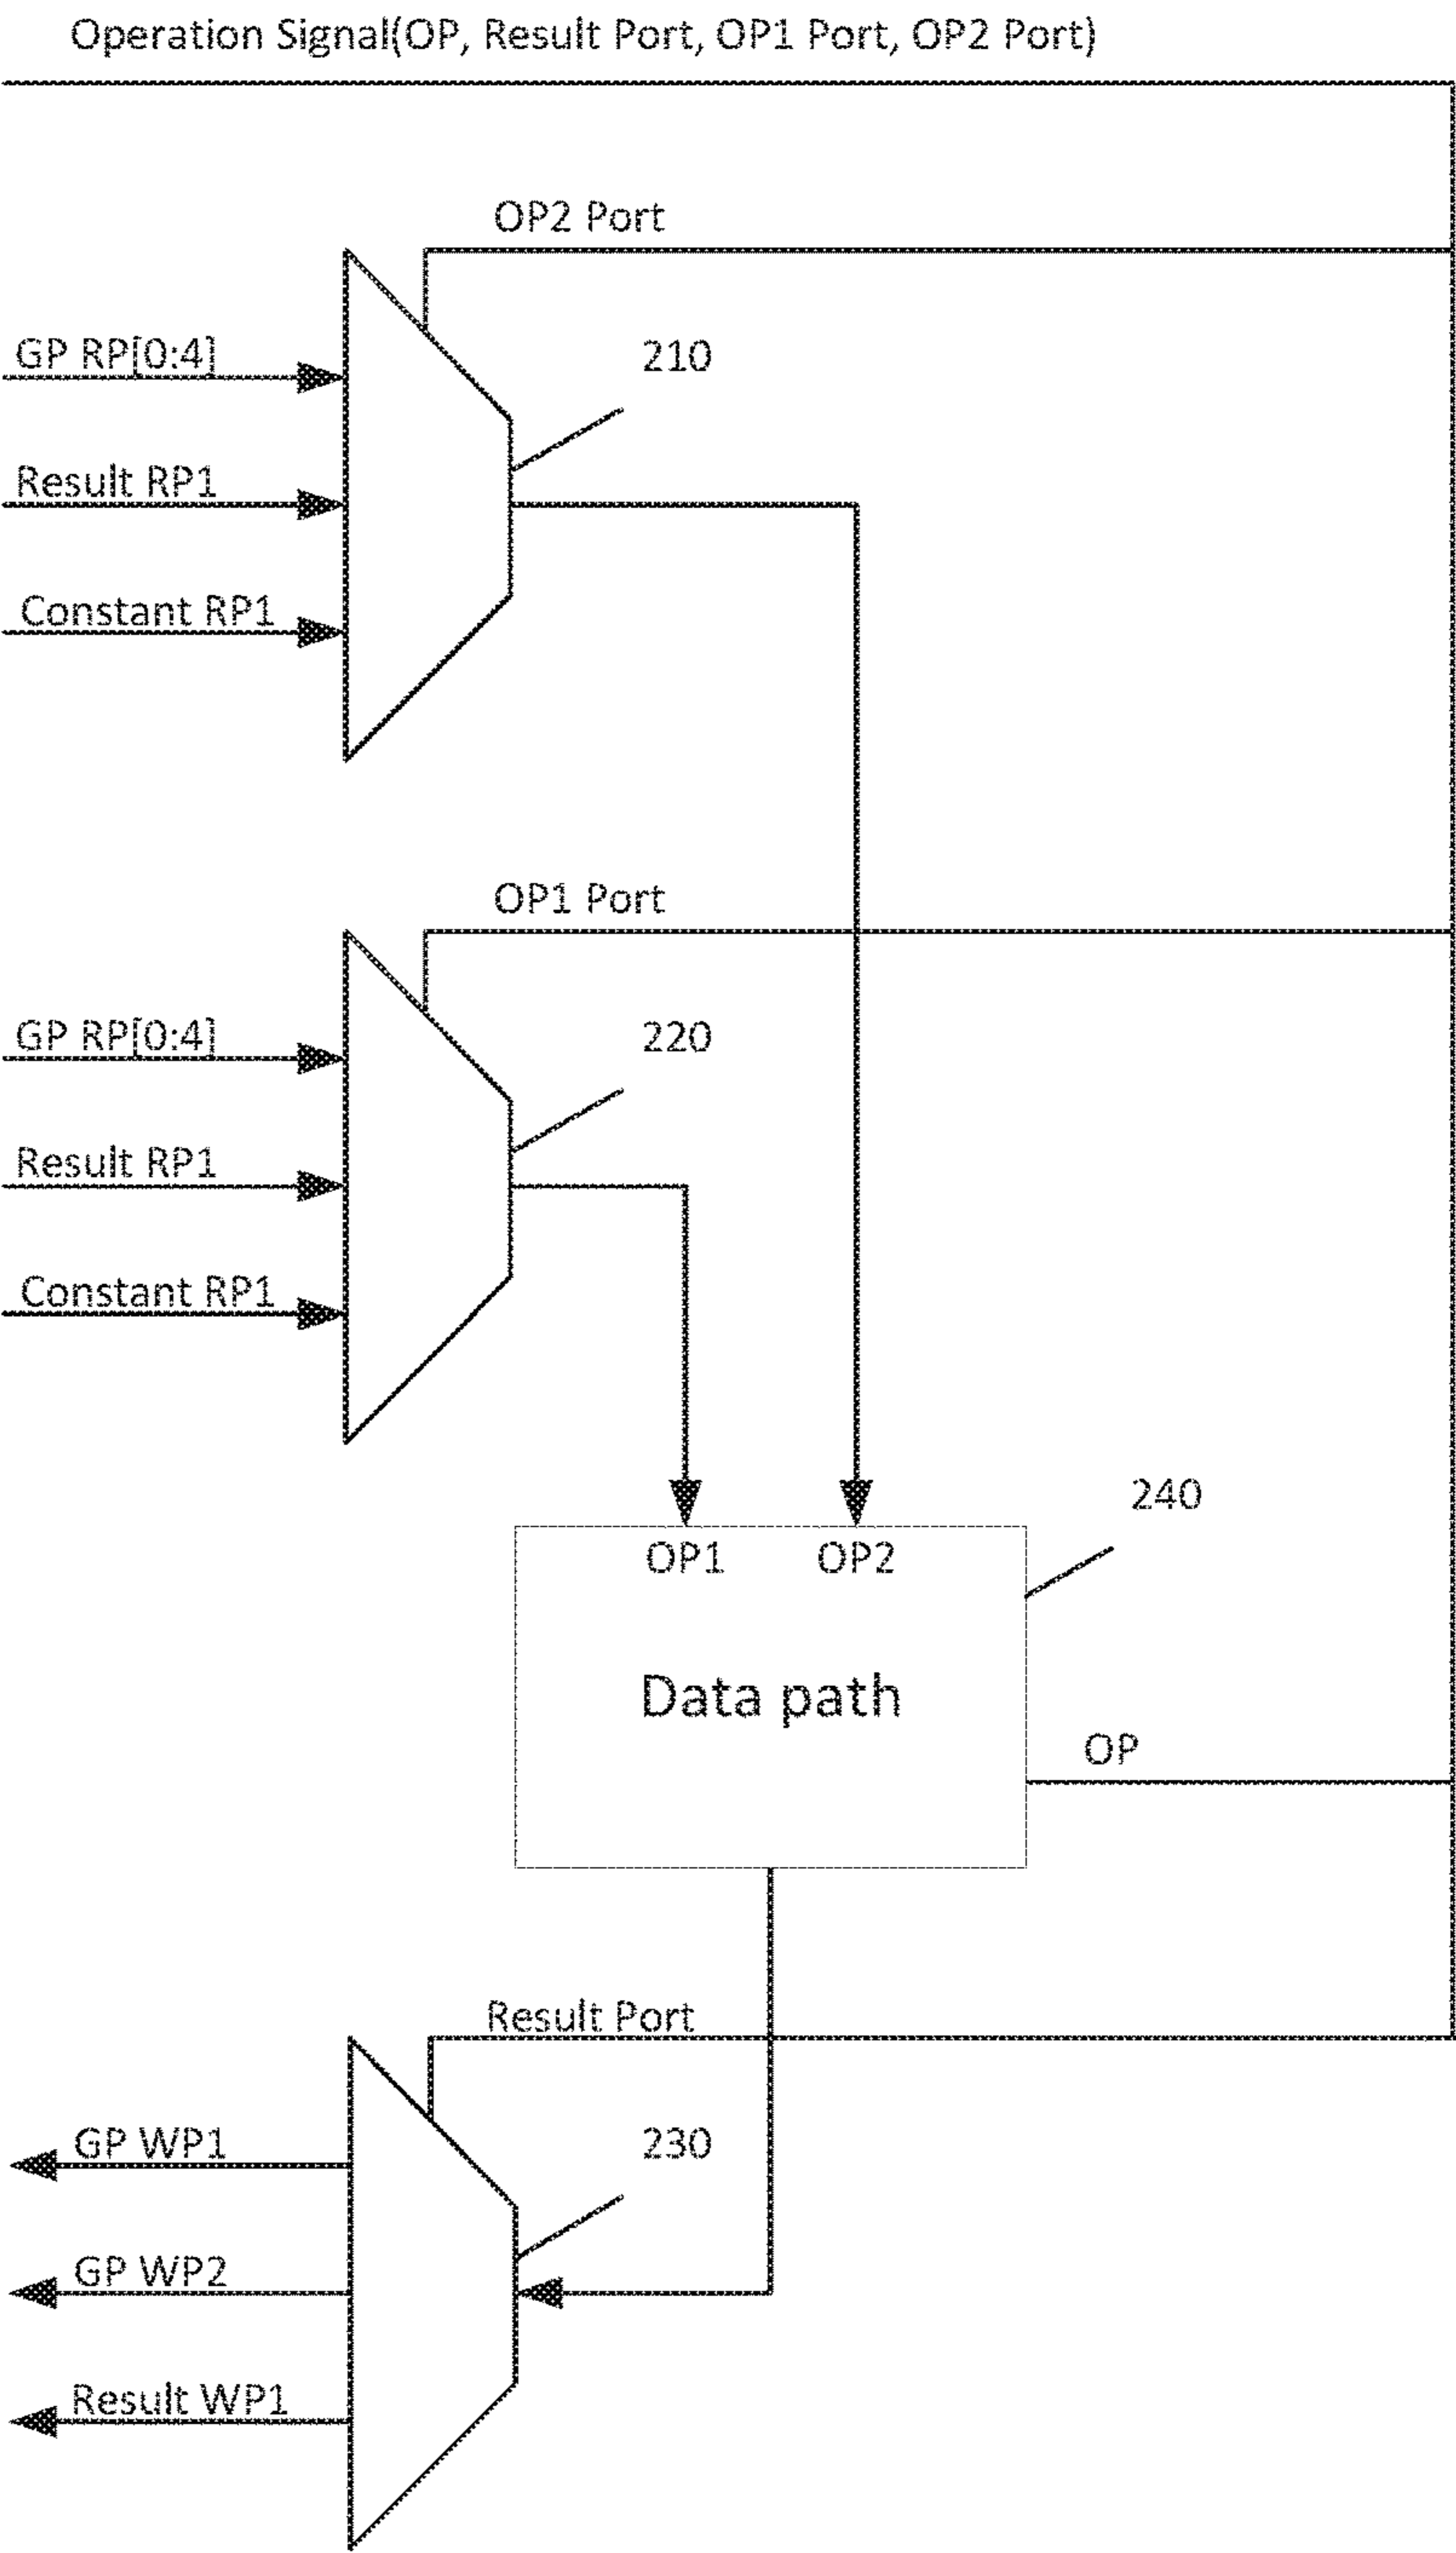 Operation Signal(OP, Result Port, OP1 Port, OP2 Port)
OP2 Port
GP RP[0:4]
210
Result RP1
Constant RP1
OP1 Port
GP RP[0:4]
220
Result RP1
Constant RP1
240
OP1 OP2
Data path
OP
Result Port
GP WP1
230
GP WP2
Result WP1